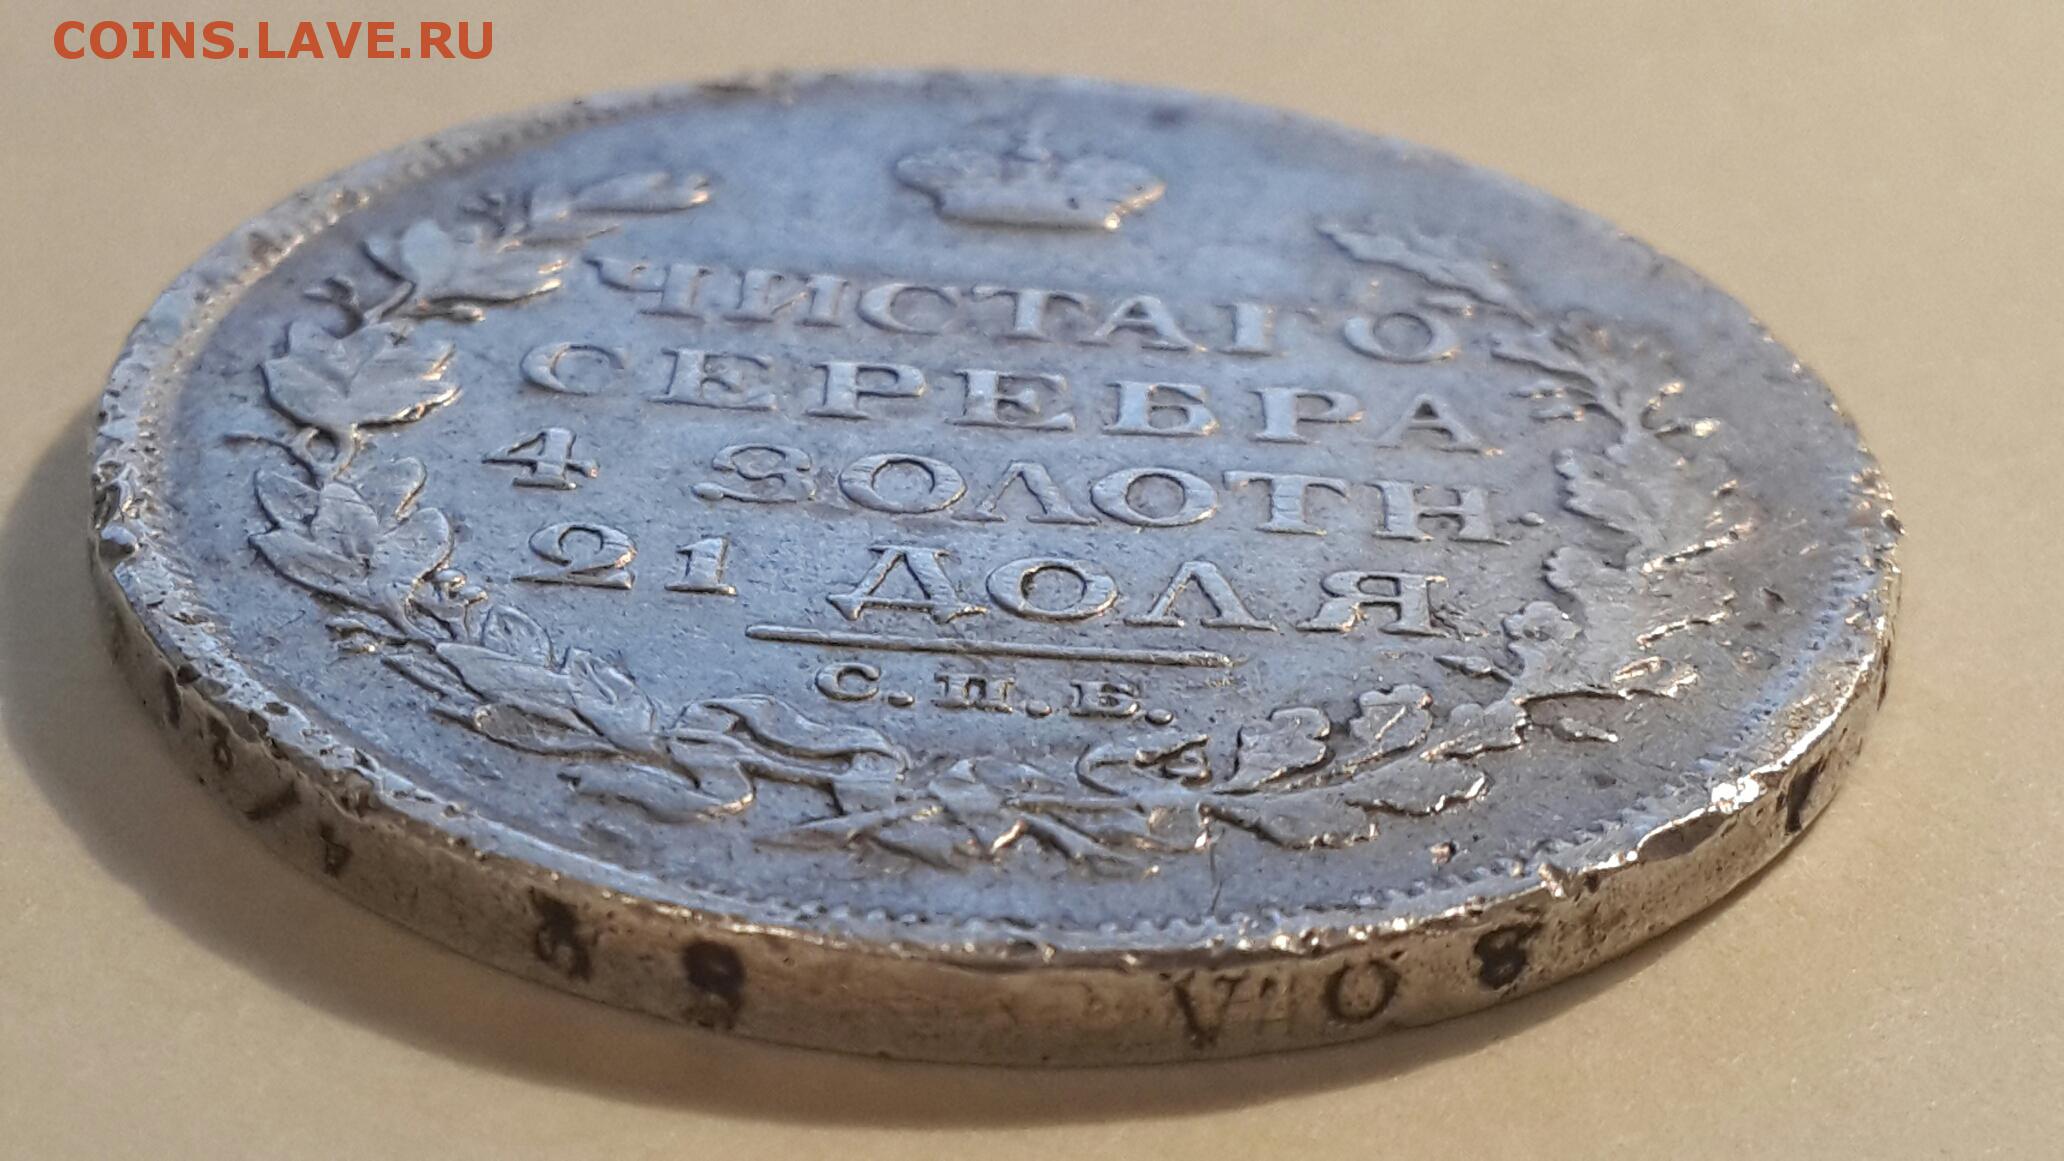 COINS.LAVE.RU
ЧИСТАГО
СЕРЕБРА
4 ЗОЛОТН.
21 ДОЛЯ
С.П.Б.